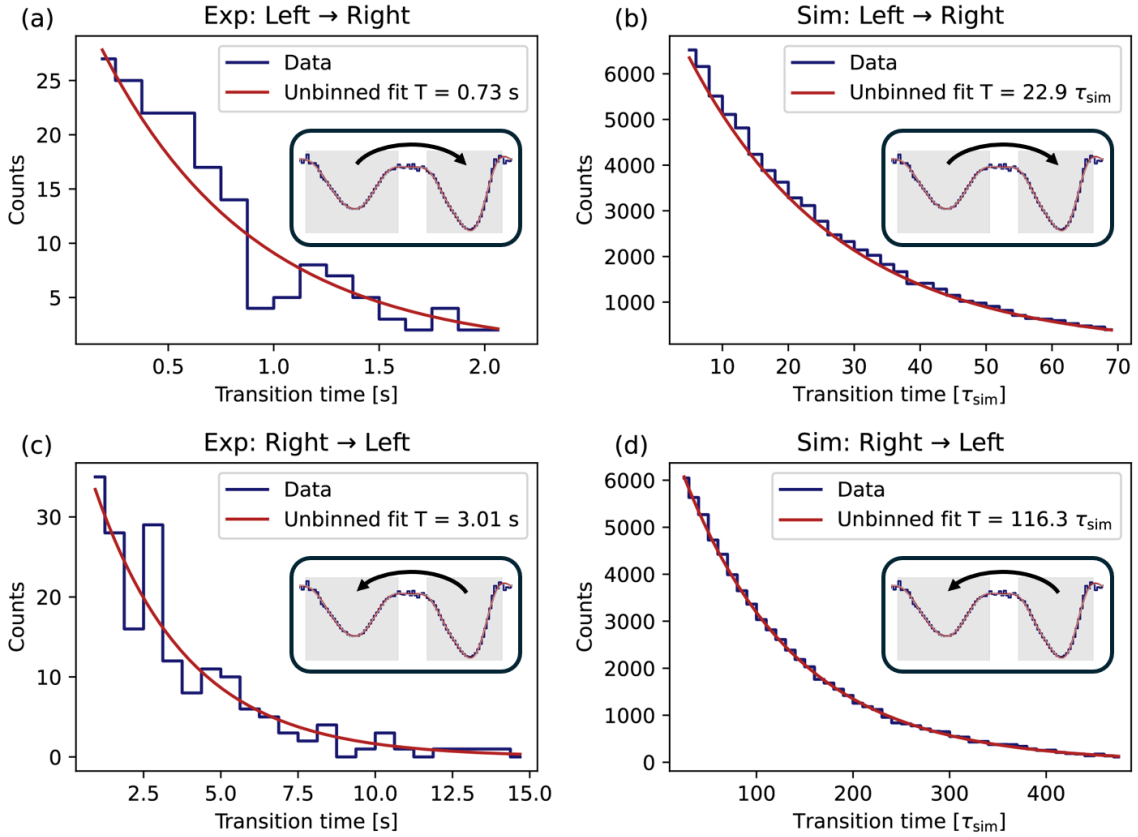 (a)
Exp: Left → Right
Data
Unbinned fit T = 0.73 s
Counts
25
20
15
10
5
0.5
1.0
1.5
2.0
Transition time [s]
(b)
Sim: Left → Right
Data
Unbinned fit T = 22.9 τsim
Counts
6000
5000
4000
3000
2000
1000
10
20
30
40
50
60
70
Transition time [τsim]
(c)
Exp: Right → Left
Data
Unbinned fit T = 3.01 s
Counts
30
20
10
0
2.5
5.0
7.5
10.0
12.5
15.0
Transition time [s]
(d)
Sim: Right → Left
Data
Unbinned fit T = 116.3 τsim
Counts
6000
5000
4000
3000
2000
1000
0
100
200
300
400
Transition time [τsim]